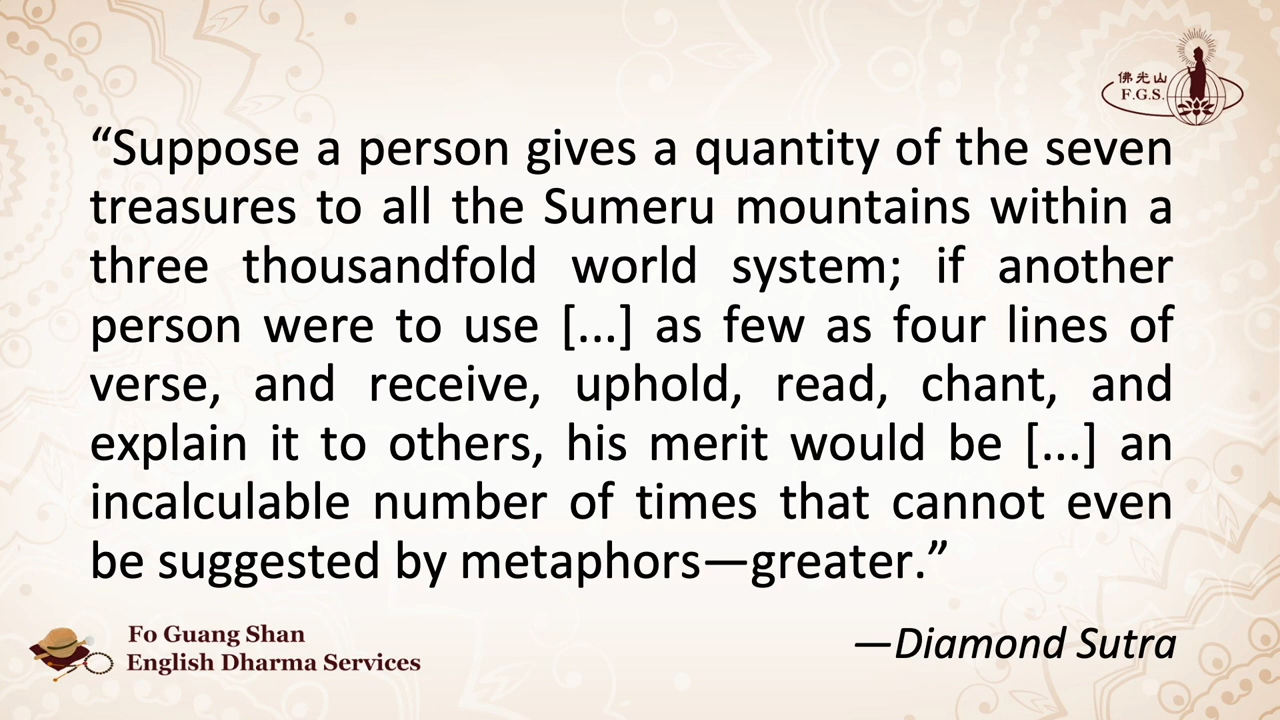 佛光山
F.G.S.
“Suppose a person gives a quantity of the seven
treasures to all the Sumeru mountains within a
three thousandfold world system; if another
person were to use [...] as few as four lines of
verse, and receive, uphold, read, chant, and
explain it to others, his merit would be [...] an
incalculable number of times that cannot even
be suggested by metaphors—greater.”
—Diamond Sutra
Fo Guang Shan
English Dharma Services